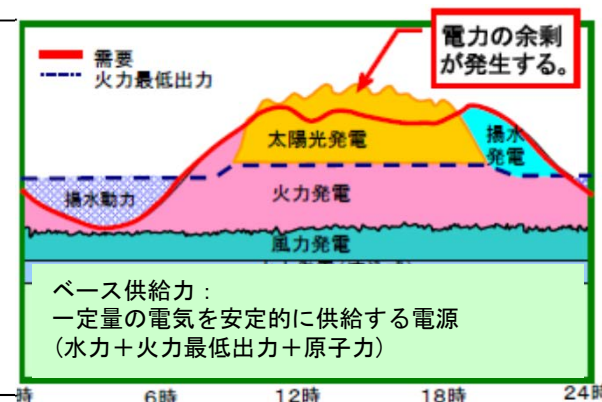 電力の余剰
が発生する。
需要
火力最低出力
太陽光発電
揚水
発電
揚水動力
火力発電
風力発電
ベース供給力：
一定量の電気を安定的に供給する電源
（水力＋火力最低出力＋原子力）
時
6時
12時
18時
24時